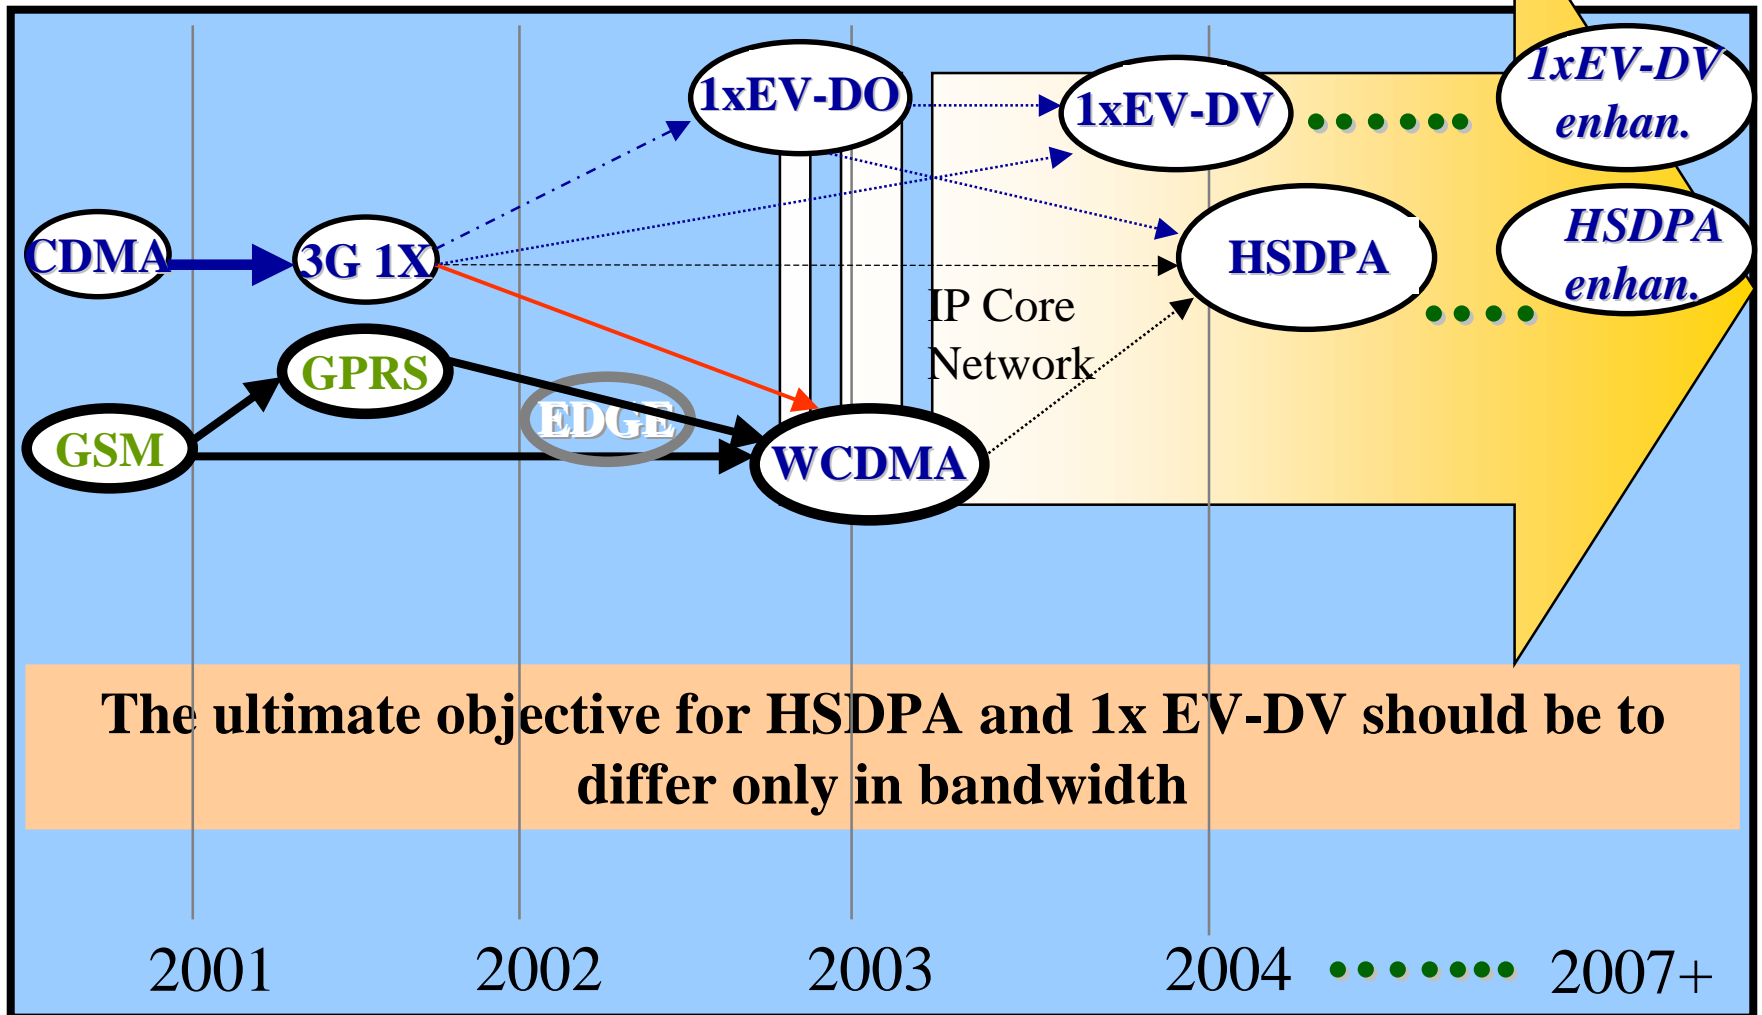 1xEV-DO
1xEV-DV
1xEV-DV
enhan.
CDMA
3G 1X
HSDPA
HSDPA
enhan.
IP Core
Network
GPRS
EDGE
GSM
WCDMA
The ultimate objective for HSDPA and 1x EV-DV should be to
differ only in bandwidth
2001
2002
2003
2004
2007+